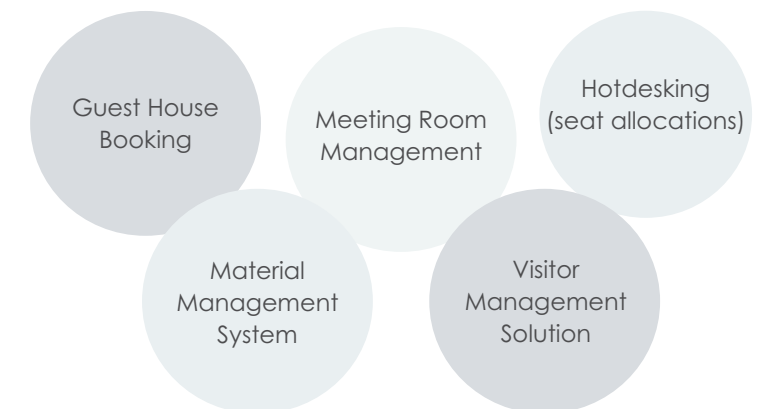 Guest House
Booking
Meeting Room
Management
Hotdesking
(seat allocations)
Material
Management
System
Visitor
Management
Solution